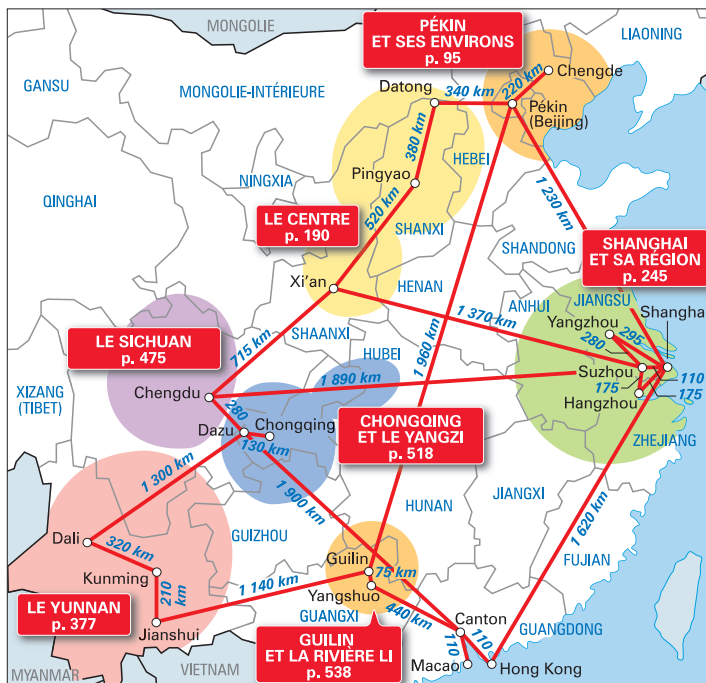 MONGOLIE
PÉKIN
ET SES ENVIRONS
p. 95
LIAONING
GANSU
MONGOLIE-INTÉRIEURE
Datong
340 km
220 km
Chengde
Pékin
(Beijing)
380 km
HEBEI
NINGXIA
Pingyao
QINGHAI
520 km
SHANXI
1 230 km
LE CENTRE
p. 190
SHANDONG
SHANGHAI
ET SA RÉGION
p. 245
Xi'an
HENAN
ANHUI
JIANGSU
Shangha
1 370 km
Yangzhou
295
280
LE SICHUAN
p. 475
715 km
SHAANXI
HUBEI
1 960 km
XIZANG
(TIBET)
Chengdu
1 890 km
Suzhou
110
175
175
Hangzhou
280
Dazu
Chongqing
130 km
CHONGQING
ET LE YANGZI
p. 518
ZHEJIANG
1 300 km
1 900 km
HUNAN
JIANGXI
1 620 km
GUIZHOU
Dali
320 km
FUJIAN
Kunming
Guilin
75 km
210
km
1 140 km
Yangshuo
LE YUNNAN
p. 377
Jianshui
GUANGXI
440 km
Canton
GUANGDONG
110
110
GUILIN
ET LA RIVIÈRE LI
p. 538
Macao
Hong Kong
MYANMAR
VIETNAM